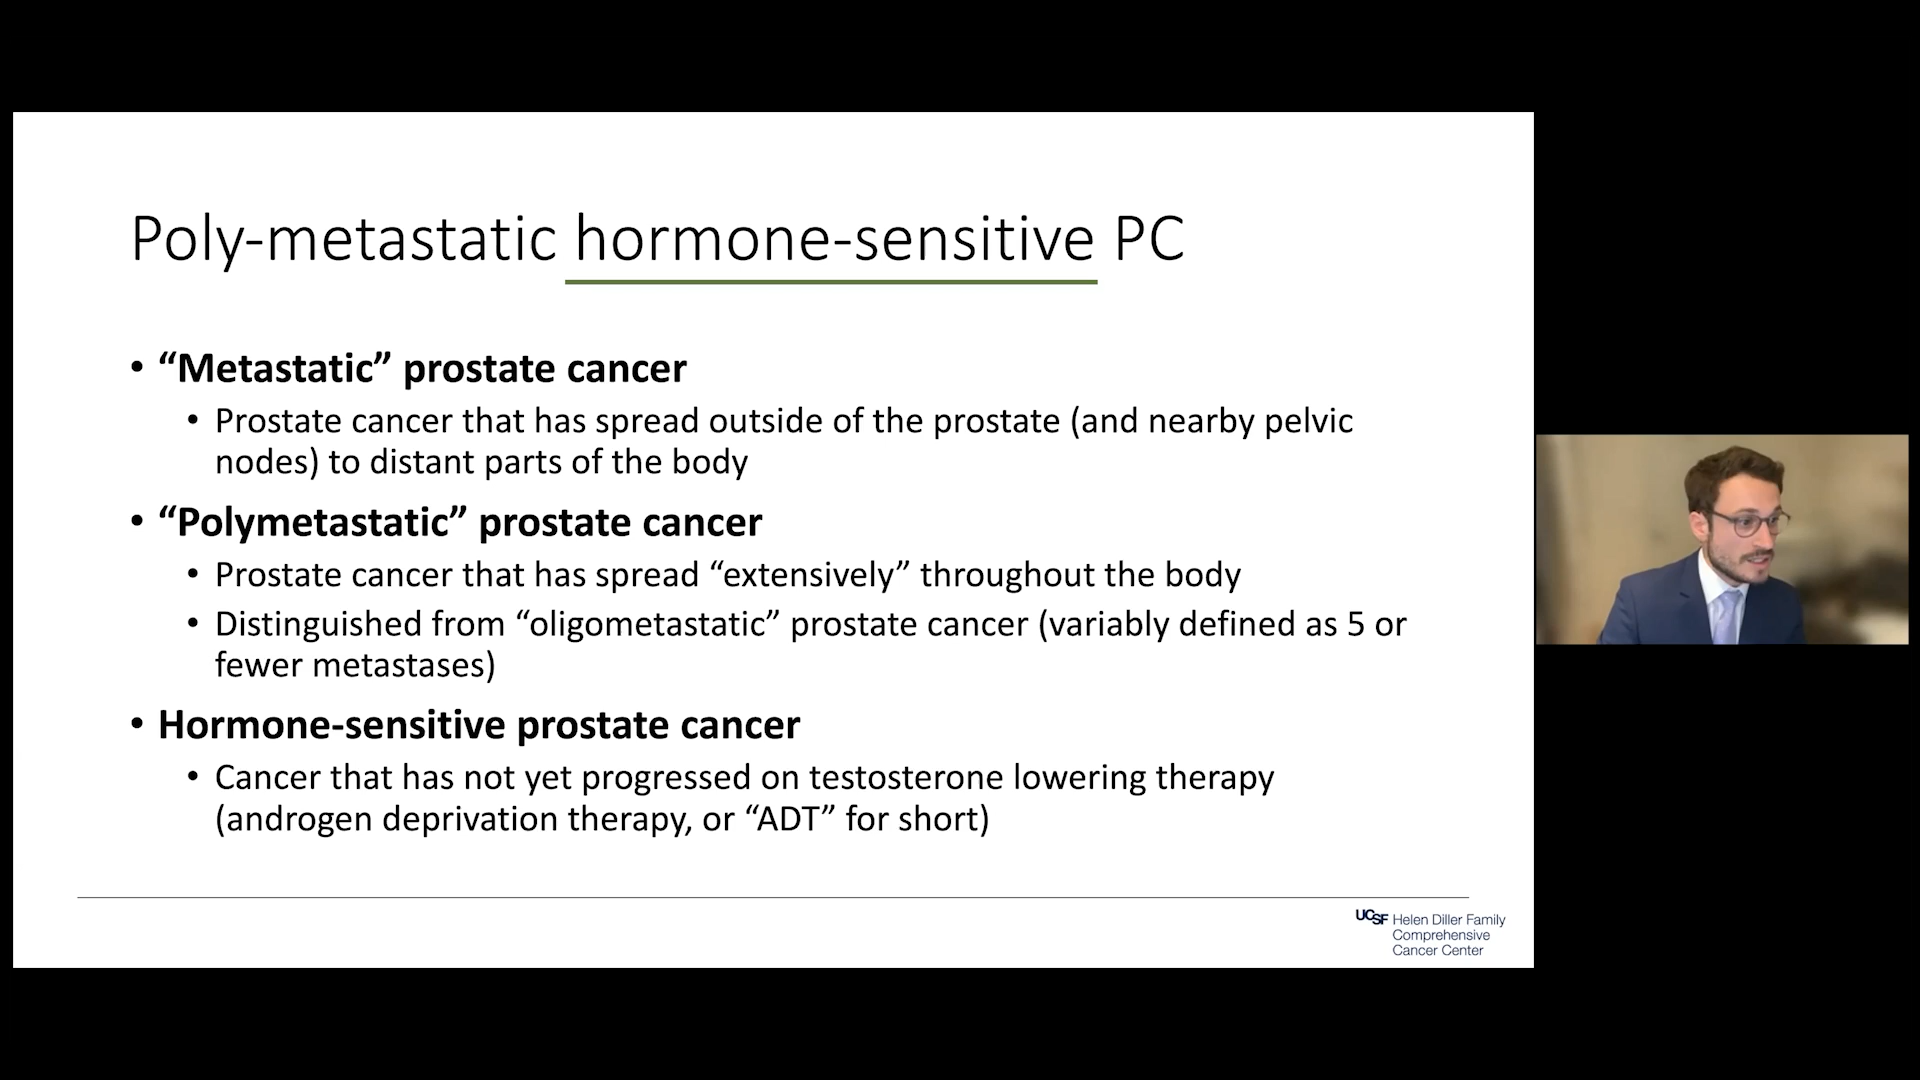 Poly-metastatic hormone-sensitive PC
• “Metastatic” prostate cancer
• Prostate cancer that has spread outside of the prostate (and nearby pelvic
nodes) to distant parts of the body
• “Polymetastatic” prostate cancer
• Prostate cancer that has spread “extensively” throughout the body
• Distinguished from “oligometastatic” prostate cancer (variably defined as 5 or
fewer metastases)
• Hormone-sensitive prostate cancer
• Cancer that has not yet progressed on testosterone lowering therapy
(androgen deprivation therapy, or “ADT” for short)
UCSF Helen Diller Family
Comprehensive
Cancer Center